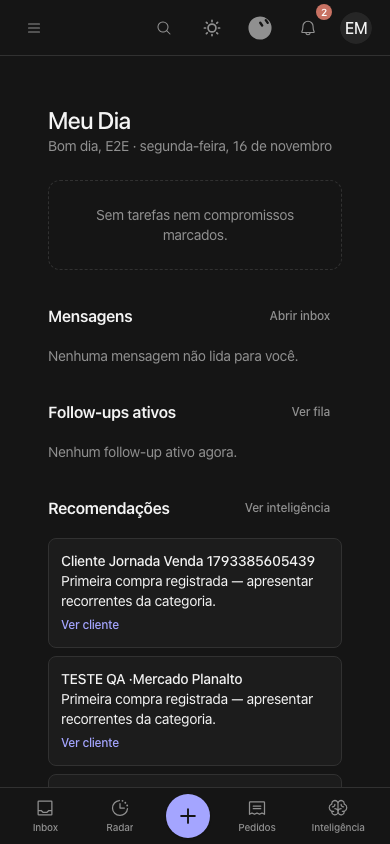 2
EM
Meu Dia
Bom dia, E2E · segunda-feira, 16 de novembro
Sem tarefas nem compromissos
marcados.
Mensagens
Abrir inbox
Nenhuma mensagem não lida para você.
Follow-ups ativos
Ver fila
Nenhum follow-up ativo agora.
Recomendações
Ver inteligência
Cliente Jornada Venda 1793385605439
Primeira compra registrada — apresentar
recorrentes da categoria.
Ver cliente
TESTE QA ·Mercado Planalto
Primeira compra registrada — apresentar
recorrentes da categoria.
Ver cliente
Inbox
Radar
Pedidos
Inteligência